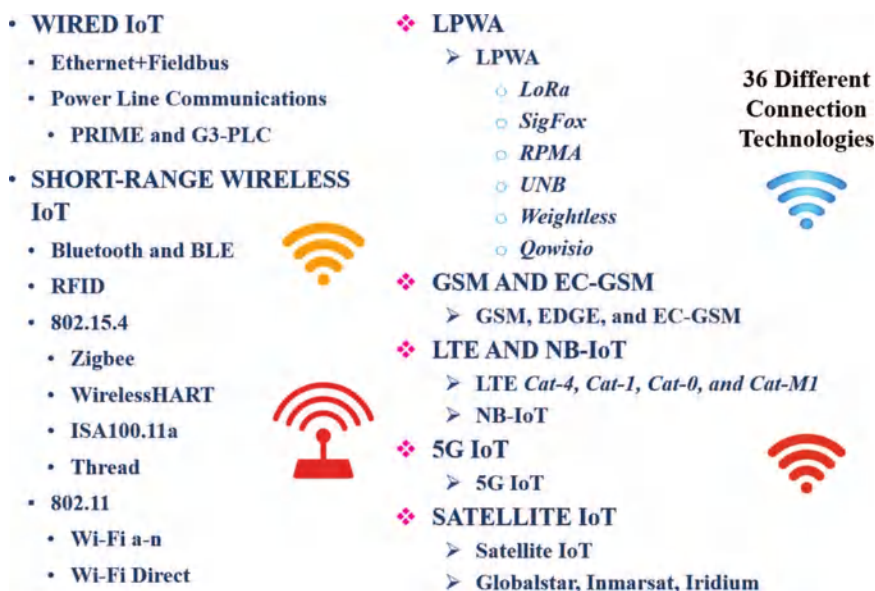 WIRED IoT
Ethernet+Fieldbus
Power Line Communications
PRIME and G3-PLC
SHORT-RANGE WIRELESS
IoT
Bluetooth and BLE
RFID
802.15.4
Zigbee
WirelessHART
ISA100.11a
Thread
802.11
Wi-Fi a-n
Wi-Fi Direct
LPWA
LPWA
LoRa
SigFox
RPMA
UNB
Weightless
Qowisio
GSM AND EC-GSM
GSM, EDGE, and EC-GSM
LTE AND NB-IoT
LTE Cat-4, Cat-1, Cat-0, and Cat-M1
NB-IoT
5G IoT
5G IoT
SATELLITE IoT
Satellite IoT
Globalstar, Inmarsat, Iridium
36 Different
Connection
Technologies